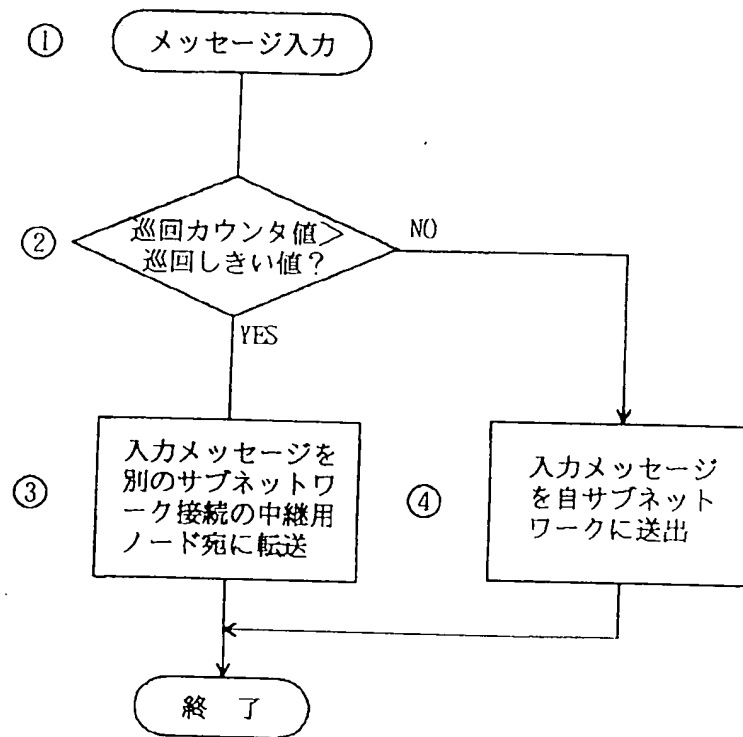 ① メッセージ入力
② 巡回カウンタ値>
巡回しきい値?
NO
YES
③ 入力メッセージを
別のサブネットワ
ーク接続の中継用
ノード宛に転送
④ 入力メッセージ
を自サブネット
ワークに送出
終 了